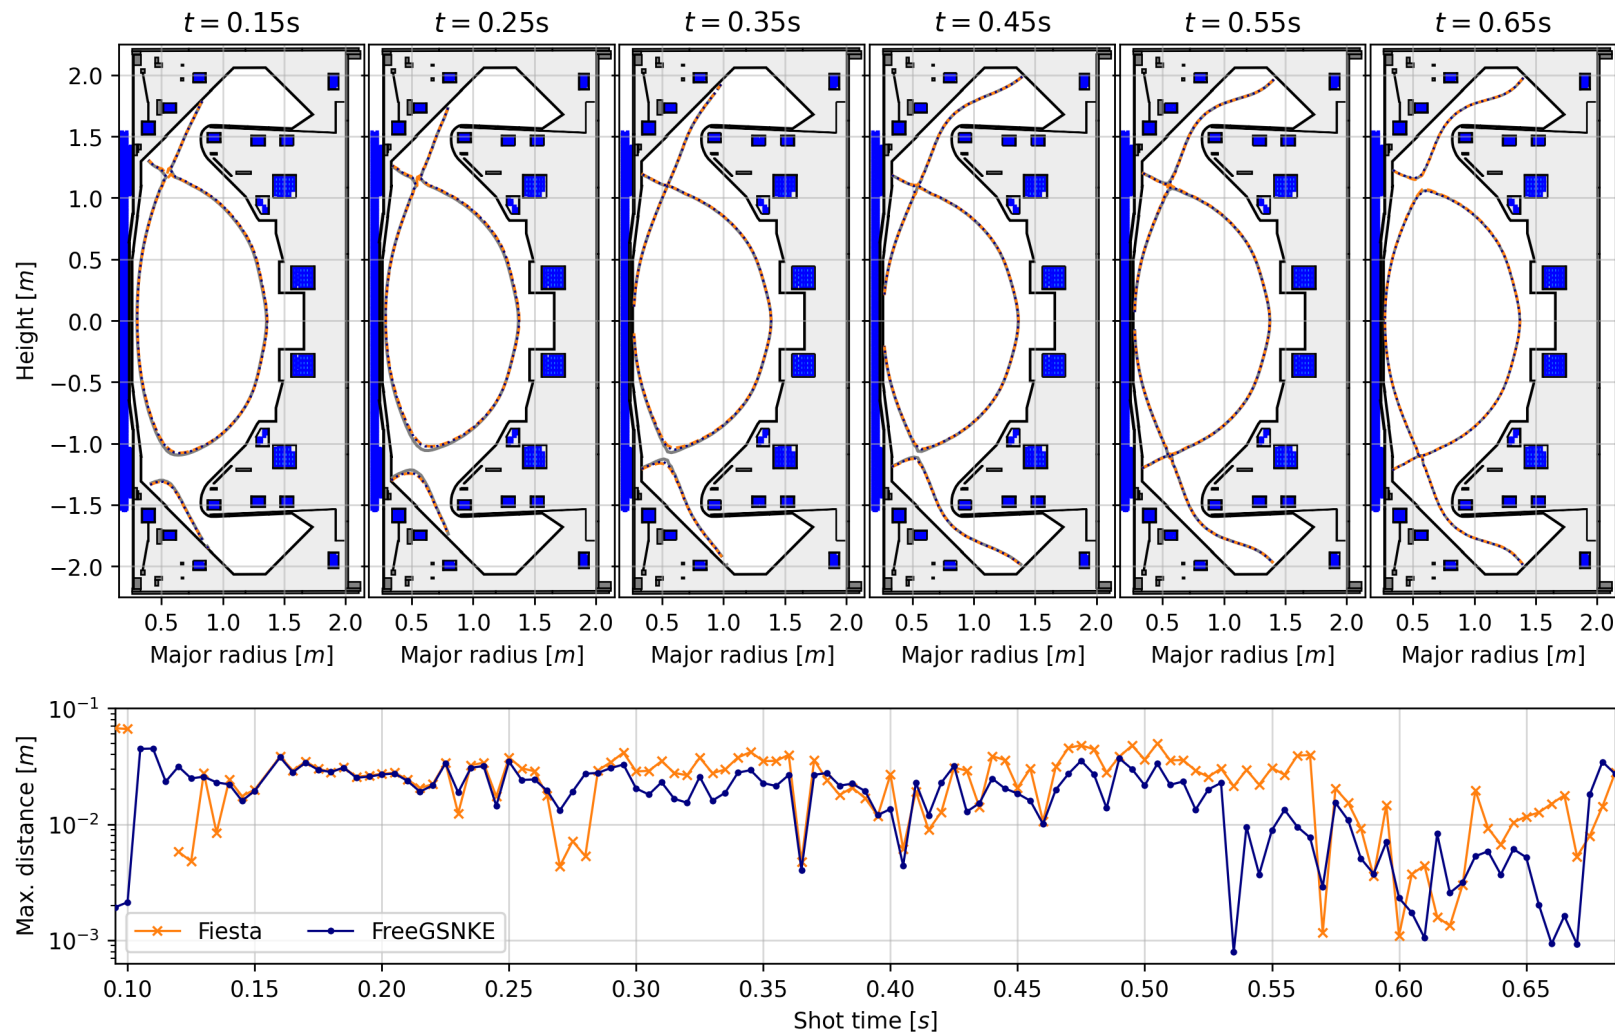 t = 0.15s t = 0.25s t = 0.35s t = 0.45s t = 0.55s t = 0.65s
2.0
1.5
1.0
0.5
0.0
−0.5
−1.0
−1.5
−2.0
Height [m]
0.5 1.0 1.5 2.0 0.5 1.0 1.5 2.0 0.5 1.0 1.5 2.0 0.5 1.0 1.5 2.0 0.5 1.0 1.5 2.0 0.5 1.0 1.5 2.0
Major radius [m] Major radius [m] Major radius [m] Major radius [m] Major radius [m] Major radius [m]
10⁻¹
10⁻²
10⁻³
Max. distance [m]
Fiesta FreeGSNKE
0.10 0.15 0.20 0.25 0.30 0.35 0.40 0.45 0.50 0.55 0.60 0.65
Shot time [s]